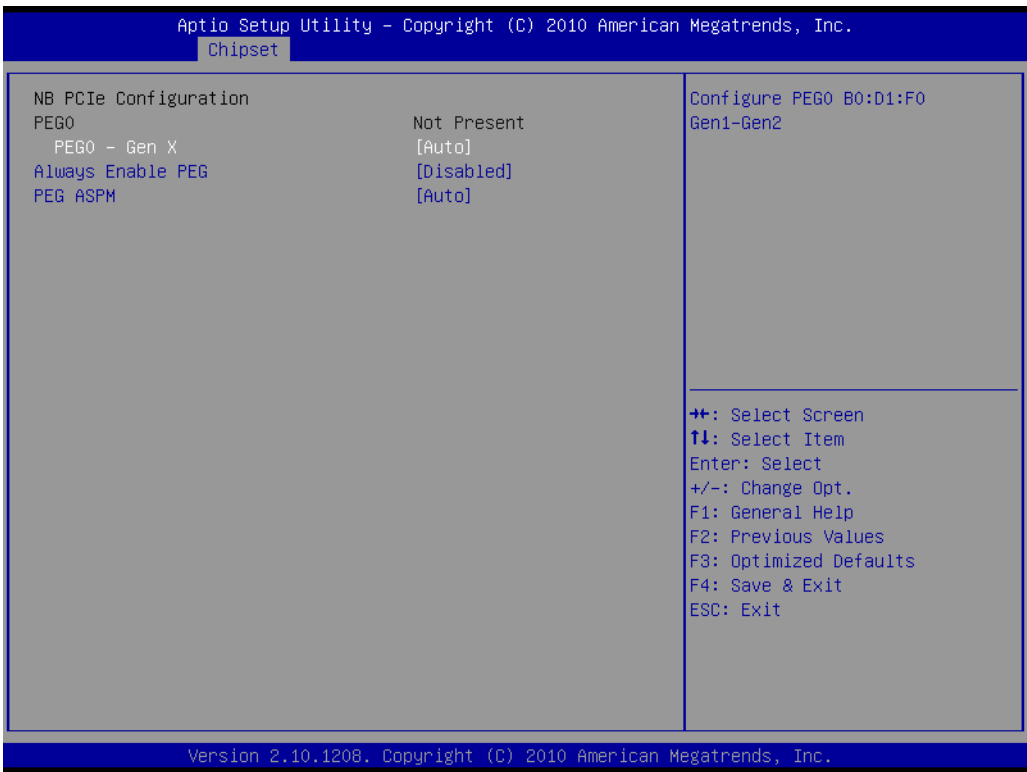 Aptio Setup Utility – Copyright (C) 2010 American Megatrends, Inc.
Chipset
NB PCIe Configuration
PEG0 Not Present
PEG0 – Gen X [Auto]
Always Enable PEG [Disabled]
PEG ASPM [Auto]
Configure PEG0 B0:D1:F0
Gen1-Gen2
→←: Select Screen
↑↓: Select Item
Enter: Select
+/-: Change Opt.
F1: General Help
F2: Previous Values
F3: Optimized Defaults
F4: Save & Exit
ESC: Exit
Version 2.10.1208. Copyright (C) 2010 American Megatrends, Inc.